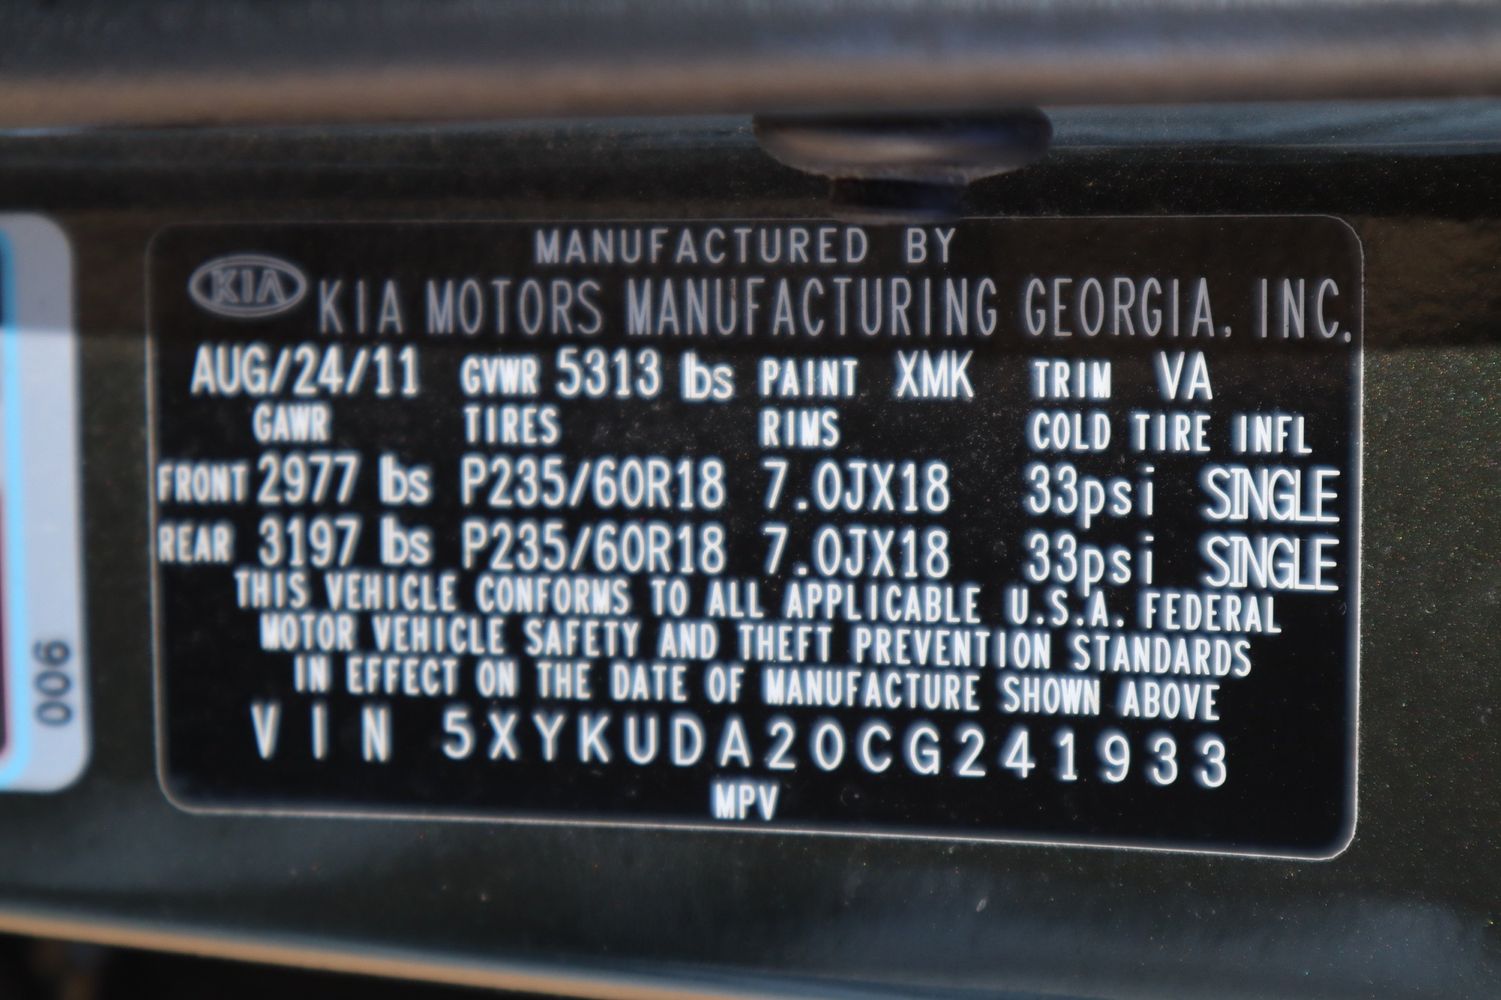 MANUFACTURED BY
KIA KIA MOTORS MANUFACTURING GEORGIA, INC.
AUG/24/11 GVWR 5313 lbs PAINT XMK TRIM VA
GAWR TIRES RIMS COLD TIRE INFL
FRONT 2977 lbs P235/60R18 7.0JX18 33psi SINGLE
REAR 3197 lbs P235/60R18 7.0JX18 33psi SINGLE
THIS VEHICLE CONFORMS TO ALL APPLICABLE U.S.A. FEDERAL
MOTOR VEHICLE SAFETY AND THEFT PREVENTION STANDARDS
IN EFFECT ON THE DATE OF MANUFACTURE SHOWN ABOVE
VIN 5XYKUDA20CG241933
MPV
006